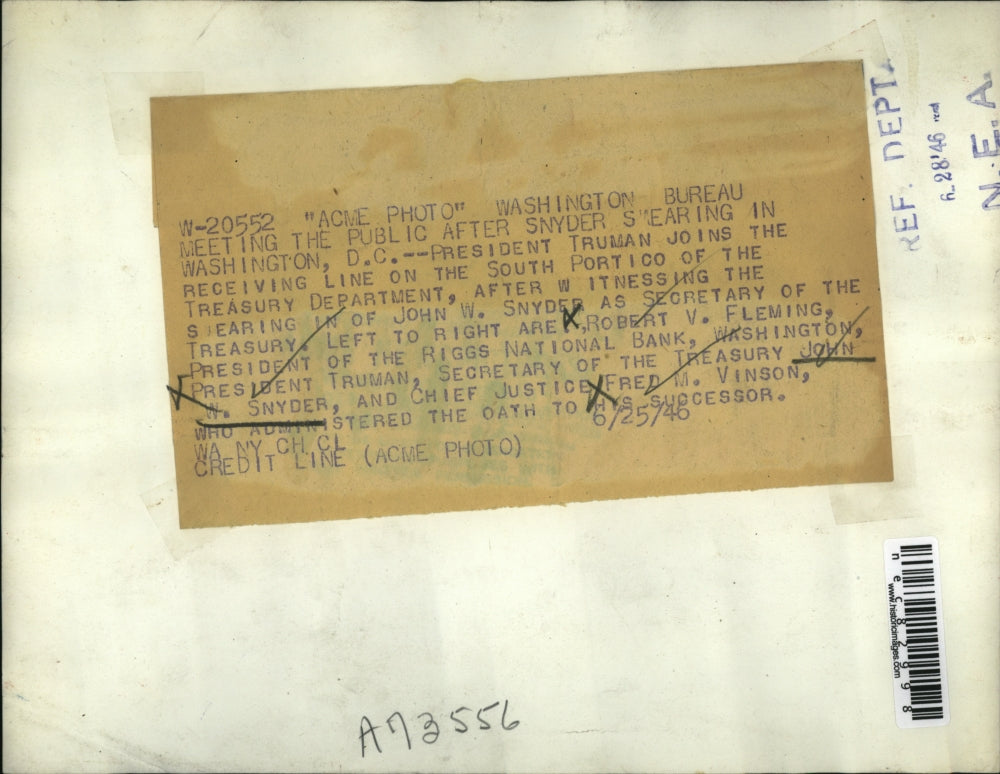 W-20552 "ACME PHOTO" WASHINGTON BUREAU
MEETING THE PUBLIC AFTER SNYDER S EARING IN
WASHINGTON, D.C.--PRESIDENT TRUMAN JOINS THE
RECEIVING LINE ON THE SOUTH PORTICO OF THE
TREASURY DEPARTMENT, AFTER W ITNESSING THE
S EARING IN OF JOHN W. SNYDER AS SECRETARY OF THE
TREASURY. LEFT TO RIGHT ARE ,ROBERT V. FLEMING,
PRESIDENT OF THE RIGGS NATIONAL BANK, WASHINGTON,
PRESIDENT TRUMAN, SECRETARY OF THE TREASURY JOHN
W. SNYDER, AND CHIEF JUSTICE FRED M. VINSON,
WHO ADMINISTERED THE OATH TO HIS SUCCESSOR.
6/25/46
WA NY CH CL
CREDIT LINE (ACME PHOTO)
REF. DEPT.
6-28'46
N.E.A.
nec87998
www.historicimages.com
A73556